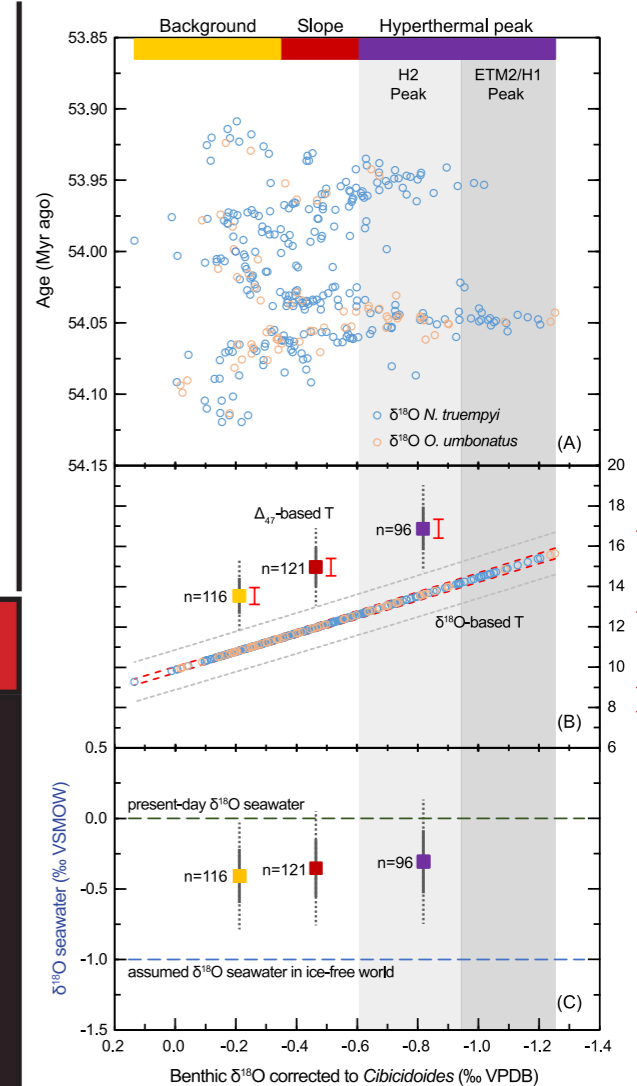 Background Slope Hyperthermal peak
53.85
53.90
53.95
54.00
54.05
54.10
54.15
Age (Myr ago)
H2
Peak
ETM2/H1
Peak
δ¹⁸O N. truempyi
δ¹⁸O O. umbonatus
(A)
20
18
16
14
12
10
8
6
Δ₄₇-based T
n=96
n=121
n=116
δ¹⁸O-based T
(B)
0.5
0.0
-0.5
-1.0
-1.5
δ¹⁸O seawater (‰ VSMOW)
present-day δ¹⁸O seawater
n=116
n=121
n=96
assumed δ¹⁸O seawater in ice-free world
(C)
0.2 0.0 -0.2 -0.4 -0.6 -0.8 -1.0 -1.2 -1.4
Benthic δ¹⁸O corrected to Cibicidoides (‰ VPDB)